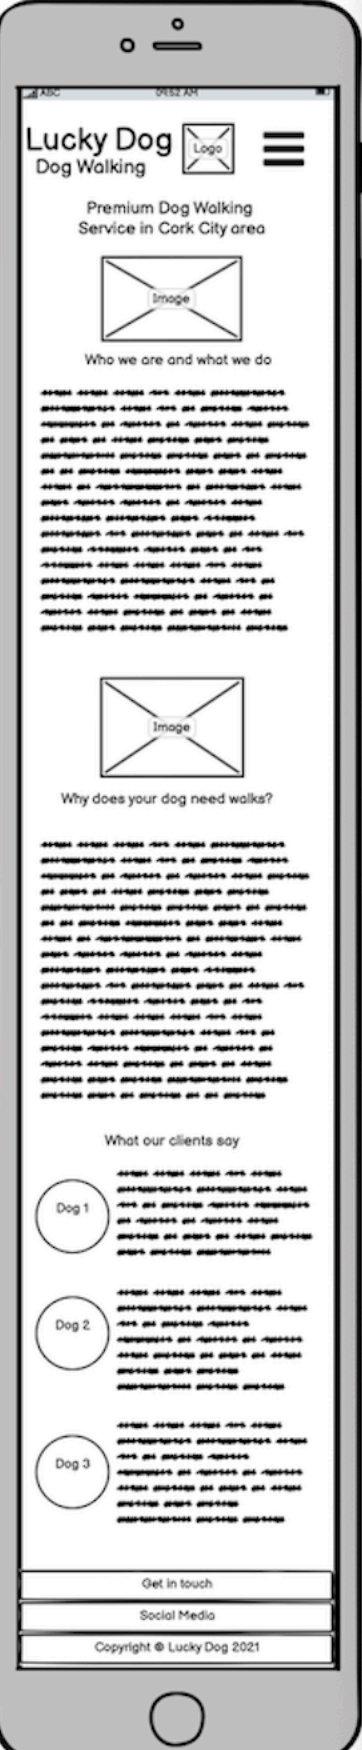 ABC 09:52 AM
Lucky Dog
Dog Walking
Logo
Premium Dog Walking
Service in Cork City area
Image
Who we are and what we do
Image
Why does your dog need walks?
What our clients say
Dog 1
Dog 2
Dog 3
Get in touch
Social Media
Copyright © Lucky Dog 2021